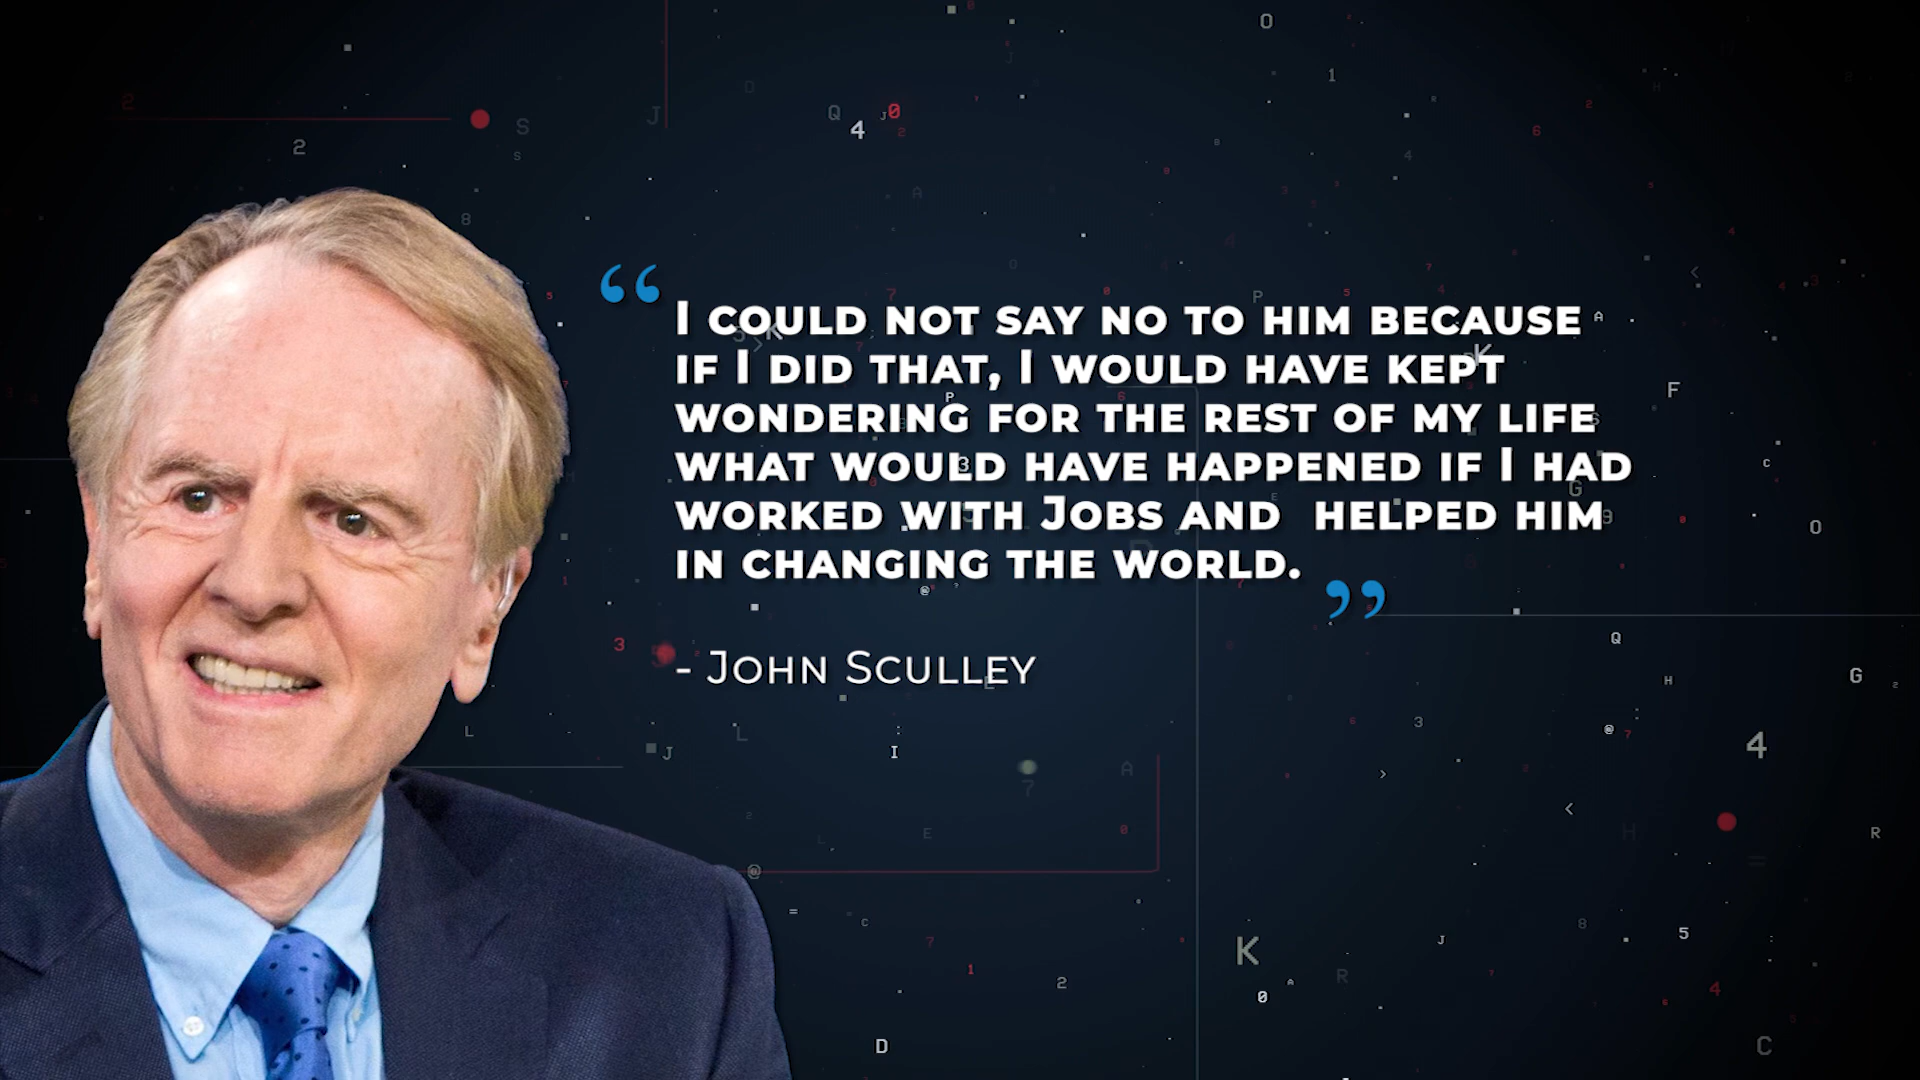 “I could not say no to him because
if I did that, I would have kept
wondering for the rest of my life
what would have happened if I had
worked with Jobs and  helped him
in changing the world.”
- John Sculley